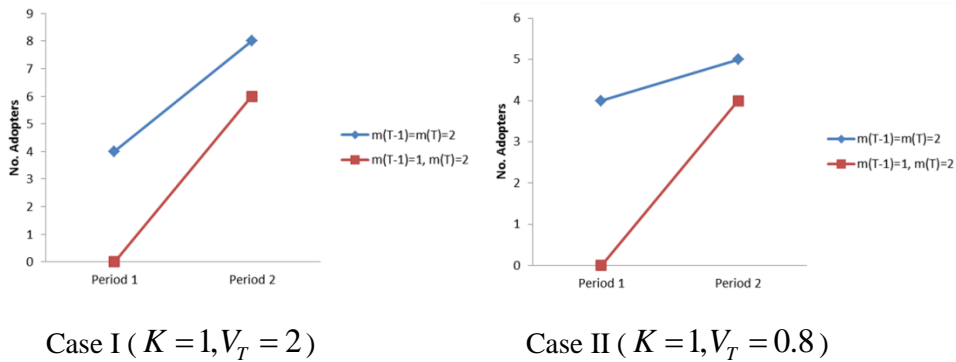 9
8
7
6
5
4
3
2
1
0
No. Adopters
Period 1 Period 2
m(T-1)=m(T)=2
m(T-1)=1, m(T)=2
Case I ( K = 1,V_T = 2 )
6
5
4
3
2
1
0
No. Adopters
Period 1 Period 2
m(T-1)=m(T)=2
m(T-1)=1, m(T)=2
Case II ( K = 1,V_T = 0.8 )